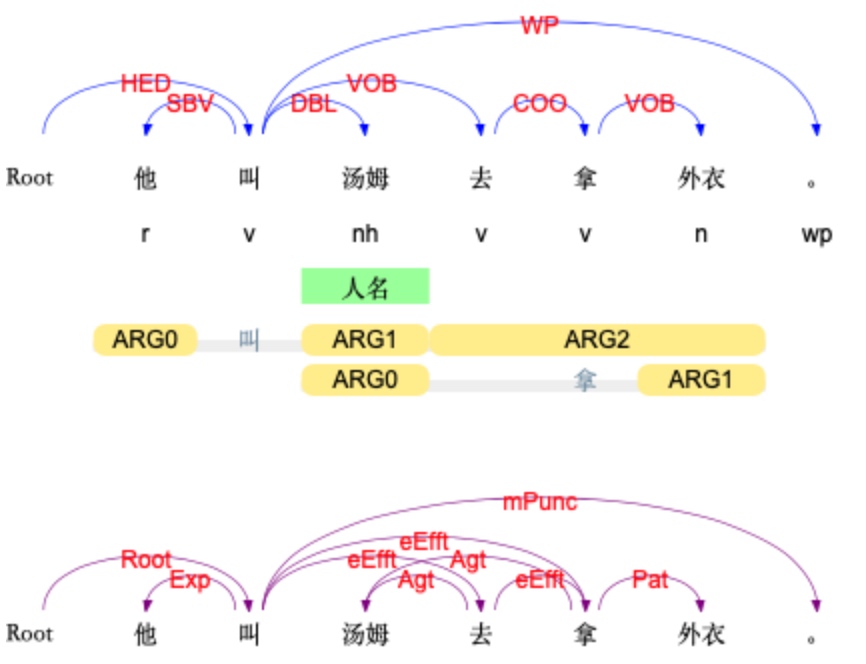 WP
HED VOB
SBV DBL COO VOB
Root 他 叫 汤姆 去 拿 外衣 。
r v nh v v n wp
人名
ARG0 叫 ARG1 ARG2
ARG0 拿 ARG1
mPunc
eEfft
Root eEfft Agt
Exp Agt eEfft Pat
Root 他 叫 汤姆 去 拿 外衣 。